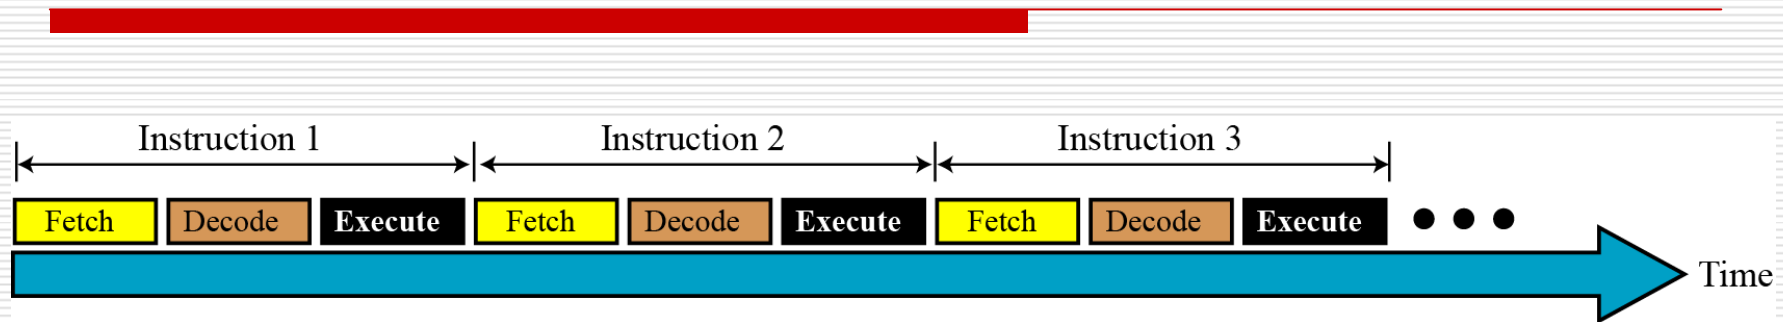 Instruction 1 Instruction 2 Instruction 3
Fetch Decode Execute Fetch Decode Execute Fetch Decode Execute
Time